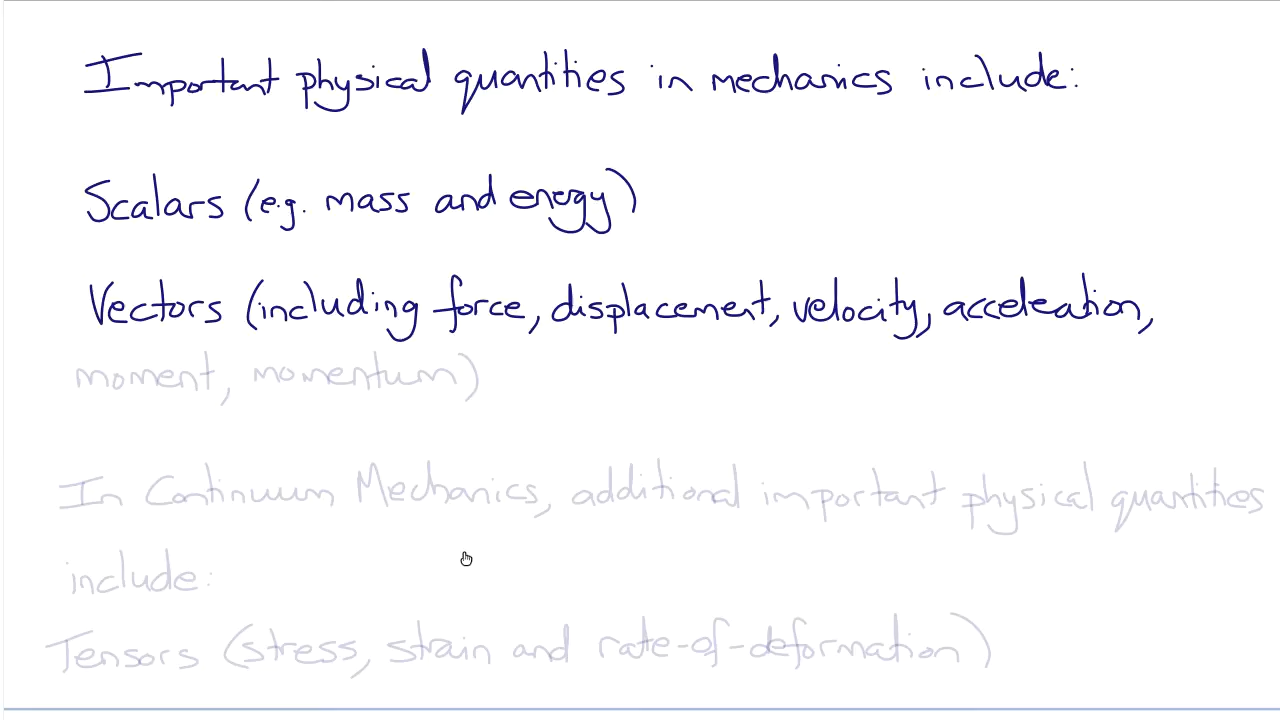 Important physical quantities in mechanics include:
Scalars (e.g. mass and energy)
Vectors (including force, displacement, velocity, acceleation,
moment, momentum)
In Continuum Mechanics, additional important physical quantities
include:
Tensors (stress, strain and rate-of-deformation)